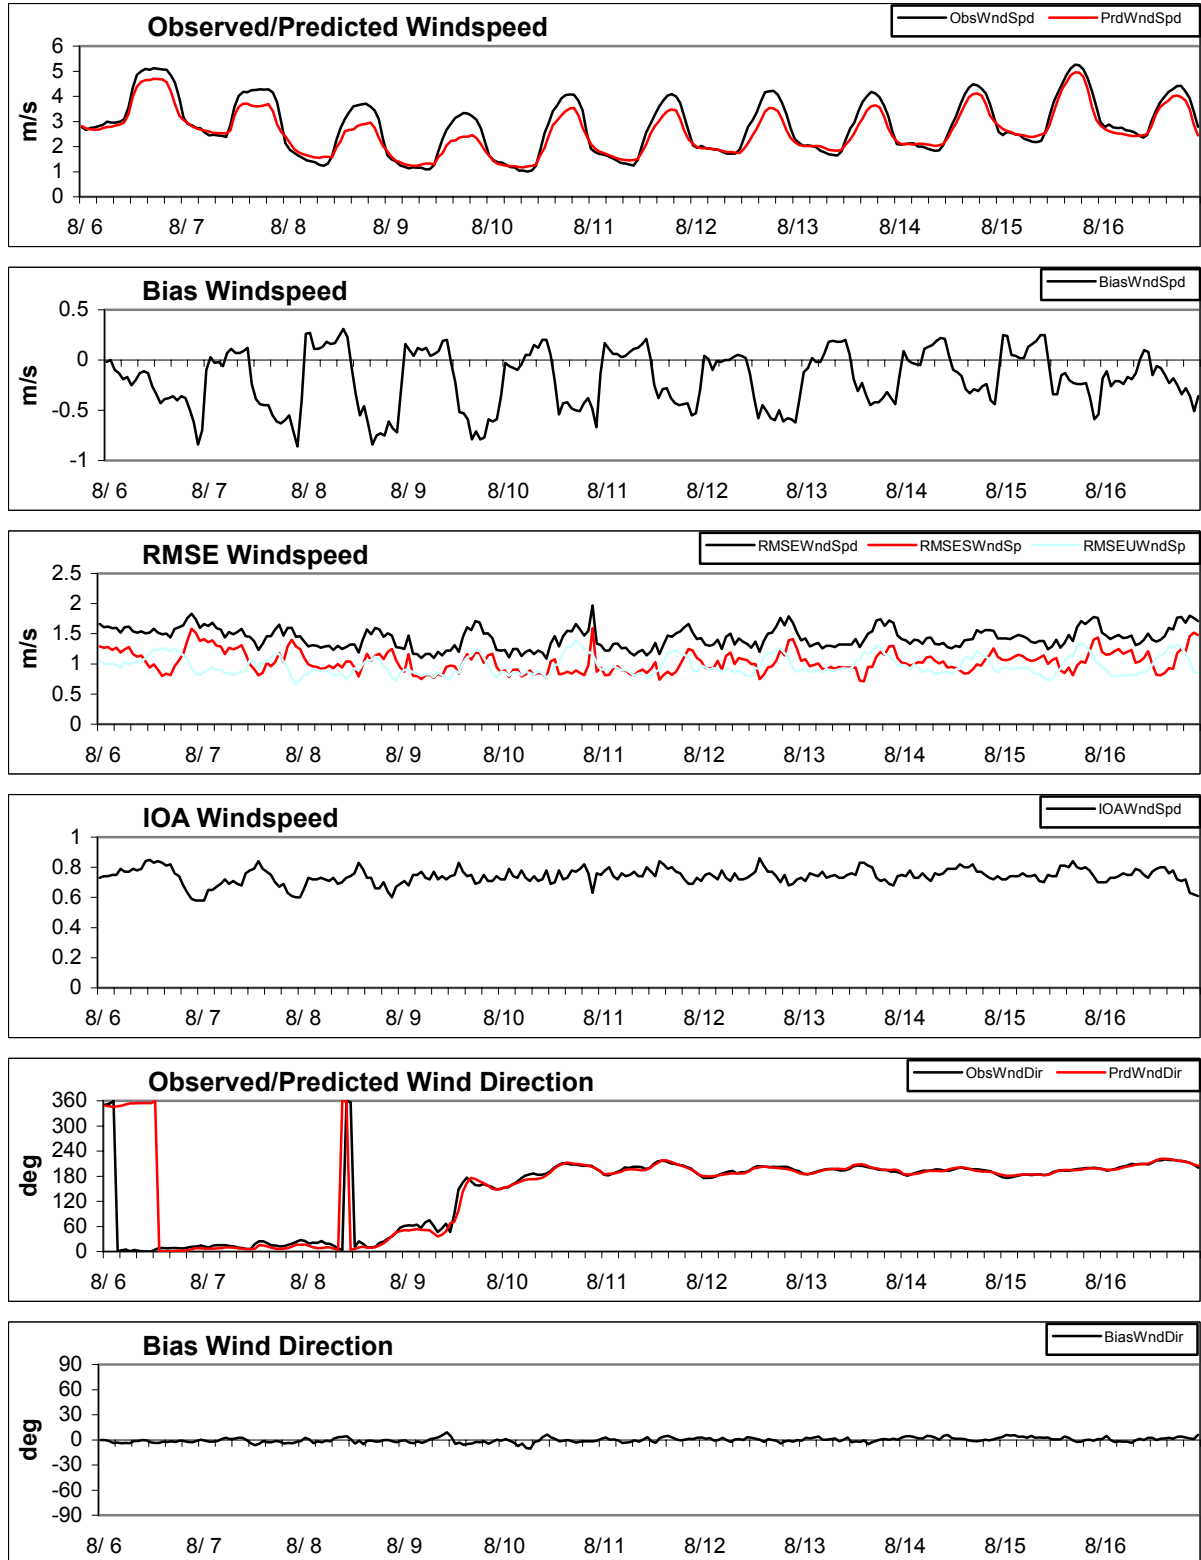 Observed/Predicted Windspeed
ObsWndSpd PrdWndSpd
6
5
4
3
2
1
0
m/s
8/ 6 8/ 7 8/ 8 8/ 9 8/10 8/11 8/12 8/13 8/14 8/15 8/16
Bias Windspeed
BiasWndSpd
0.5
0
-0.5
-1
m/s
8/ 6 8/ 7 8/ 8 8/ 9 8/10 8/11 8/12 8/13 8/14 8/15 8/16
RMSE Windspeed
RMSEWndSpd RMSESWndSp RMSEUWndSp
2.5
2
1.5
1
0.5
0
m/s
8/ 6 8/ 7 8/ 8 8/ 9 8/10 8/11 8/12 8/13 8/14 8/15 8/16
IOA Windspeed
IOAWndSpd
1
0.8
0.6
0.4
0.2
0
8/ 6 8/ 7 8/ 8 8/ 9 8/10 8/11 8/12 8/13 8/14 8/15 8/16
Observed/Predicted Wind Direction
ObsWndDir PrdWndDir
360
300
240
180
120
60
0
deg
8/ 6 8/ 7 8/ 8 8/ 9 8/10 8/11 8/12 8/13 8/14 8/15 8/16
Bias Wind Direction
BiasWndDir
90
60
30
0
-30
-60
-90
deg
8/ 6 8/ 7 8/ 8 8/ 9 8/10 8/11 8/12 8/13 8/14 8/15 8/16